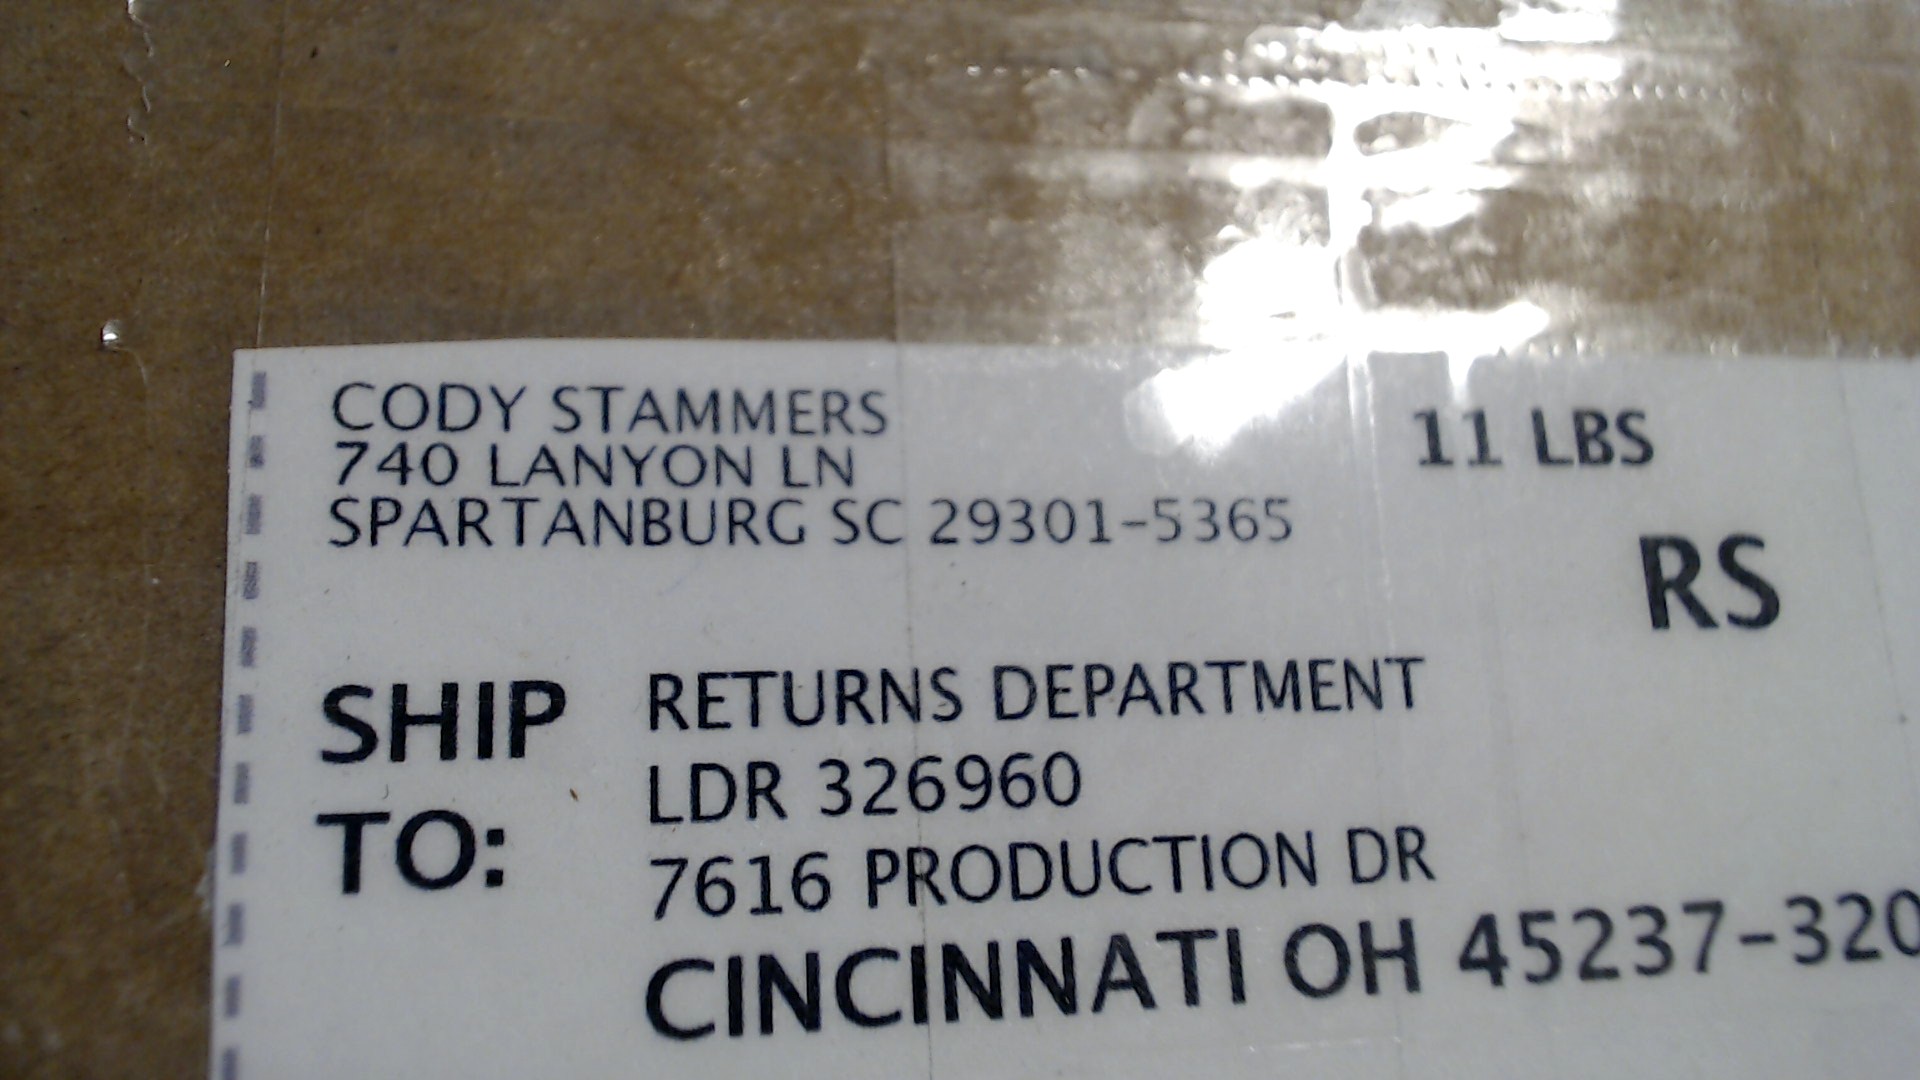 CODY STAMMERS
740 LANYON LN
SPARTANBURG SC 29301-5365
11 LBS
RS
SHIP TO:
RETURNS DEPARTMENT
LDR 326960
7616 PRODUCTION DR
CINCINNATI OH 45237-320